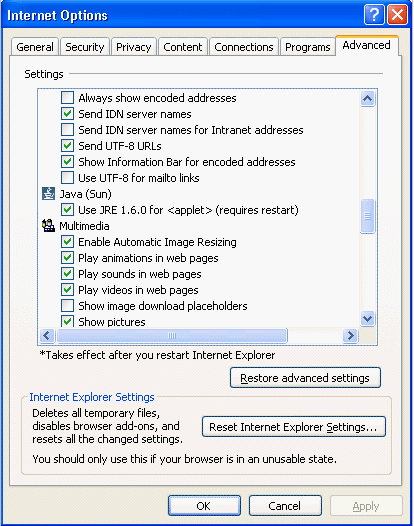 Internet Options
General Security Privacy Content Connections Programs Advanced
Settings
Always show encoded addresses
Send IDN server names
Send IDN server names for Intranet addresses
Send UTF-8 URLs
Show Information Bar for encoded addresses
Use UTF-8 for mailto links
Java (Sun)
Use JRE 1.6.0 for <applet> (requires restart)
Multimedia
Enable Automatic Image Resizing
Play animations in web pages
Play sounds in web pages
Play videos in web pages
Show image download placeholders
Show pictures
*Takes effect after you restart Internet Explorer
Restore advanced settings
Internet Explorer Settings
Deletes all temporary files,
disables browser add-ons, and
resets all the changed settings.
Reset Internet Explorer Settings...
You should only use this if your browser is in an unusable state.
OK Cancel Apply